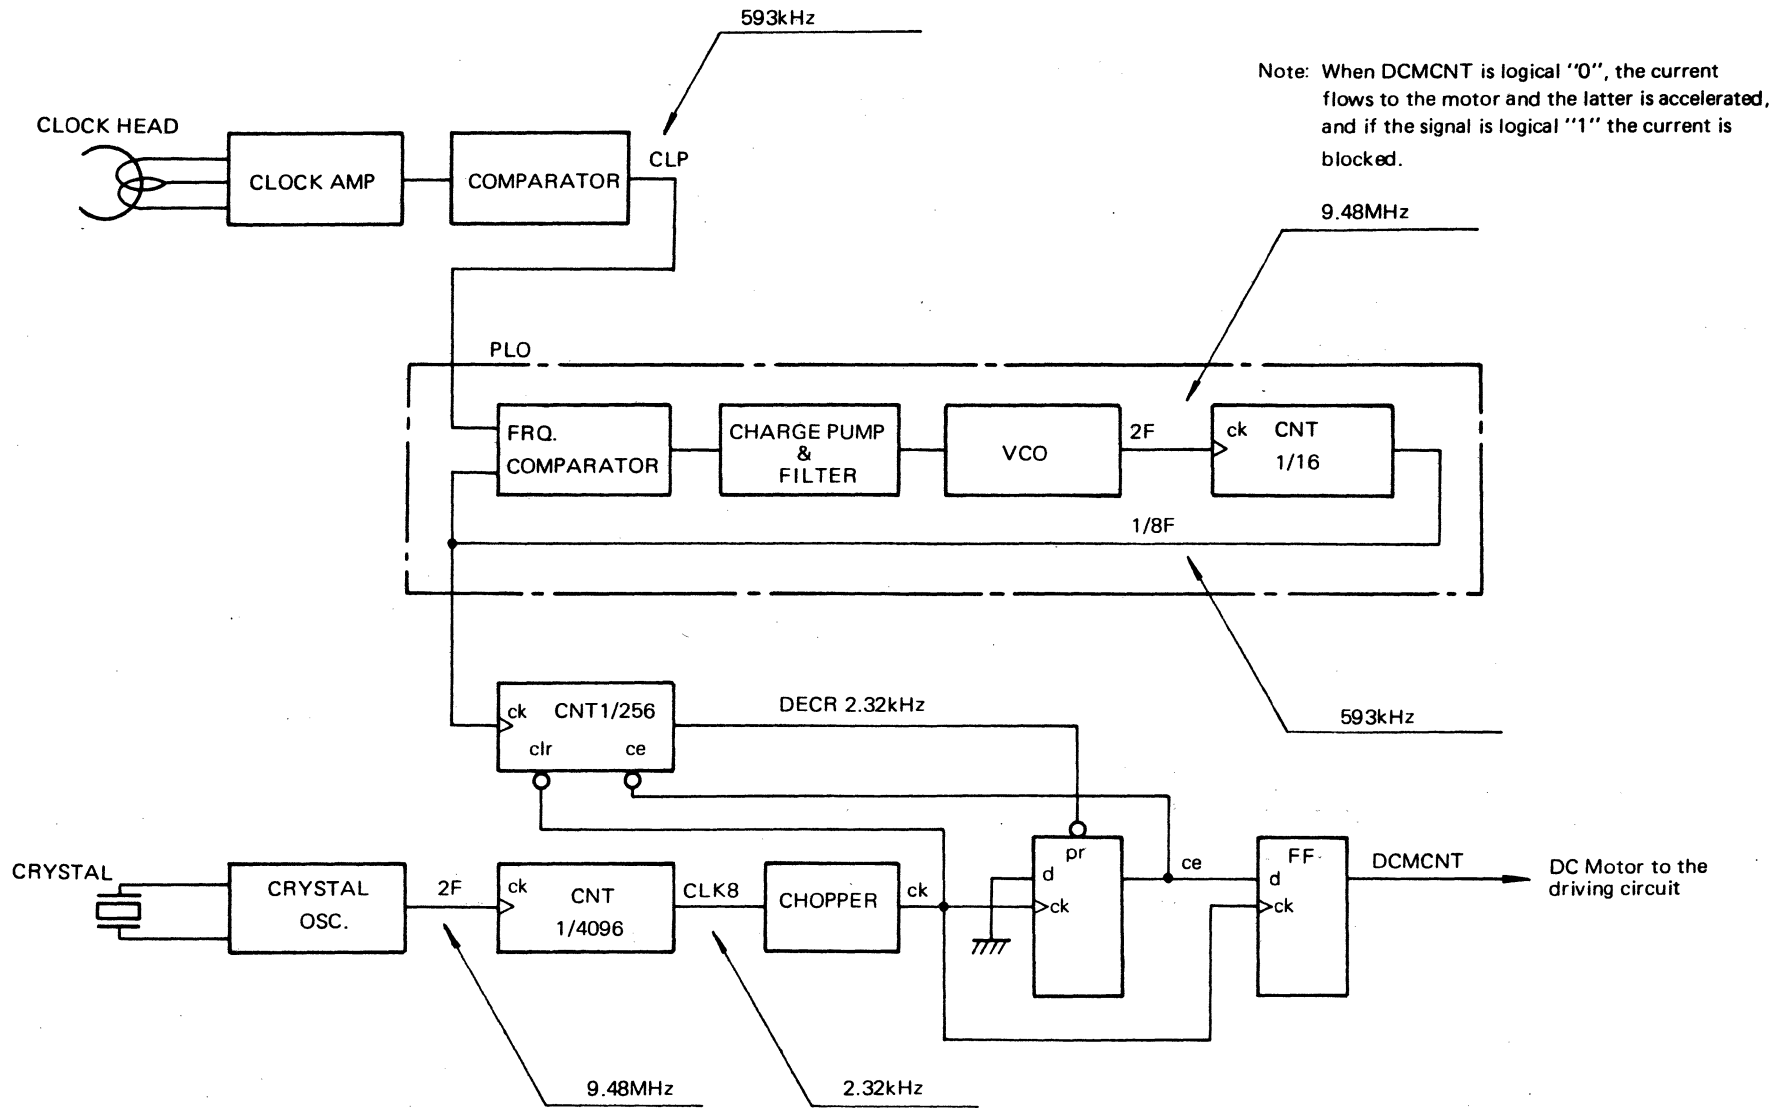 593kHz
Note: When DCMCNT is logical "0", the current
flows to the motor and the latter is accelerated,
and if the signal is logical "1" the current is
blocked.
CLOCK HEAD
CLOCK AMP
COMPARATOR
CLP
9.48MHz
PLO
FRQ.
COMPARATOR
CHARGE PUMP
&
FILTER
VCO
2F
ck
CNT
1/16
1/8F
593kHz
ck
CNT1/256
clr
ce
DECR 2.32kHz
CRYSTAL
CRYSTAL
OSC.
2F
ck
CNT
1/4096
CLK8
CHOPPER
ck
pr
d
ck
ce
FF
d
ck
DCMCNT
DC Motor to the
driving circuit
9.48MHz
2.32kHz